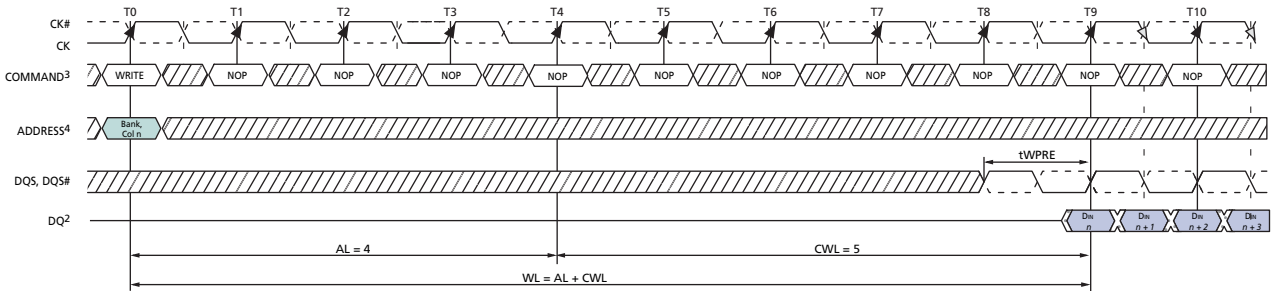 T0 T1 T2 T3 T4 T5 T6 T7 T8 T9 T10
CK#
CK
COMMAND3 WRITE NOP NOP NOP NOP NOP NOP NOP NOP NOP NOP
ADDRESS4 Bank,
Col n
tWPRE
DQS, DQS#
DQ2 DIN DIN DIN DIN
n n + 1 n + 2 n + 3
AL = 4 CWL = 5
WL = AL + CWL